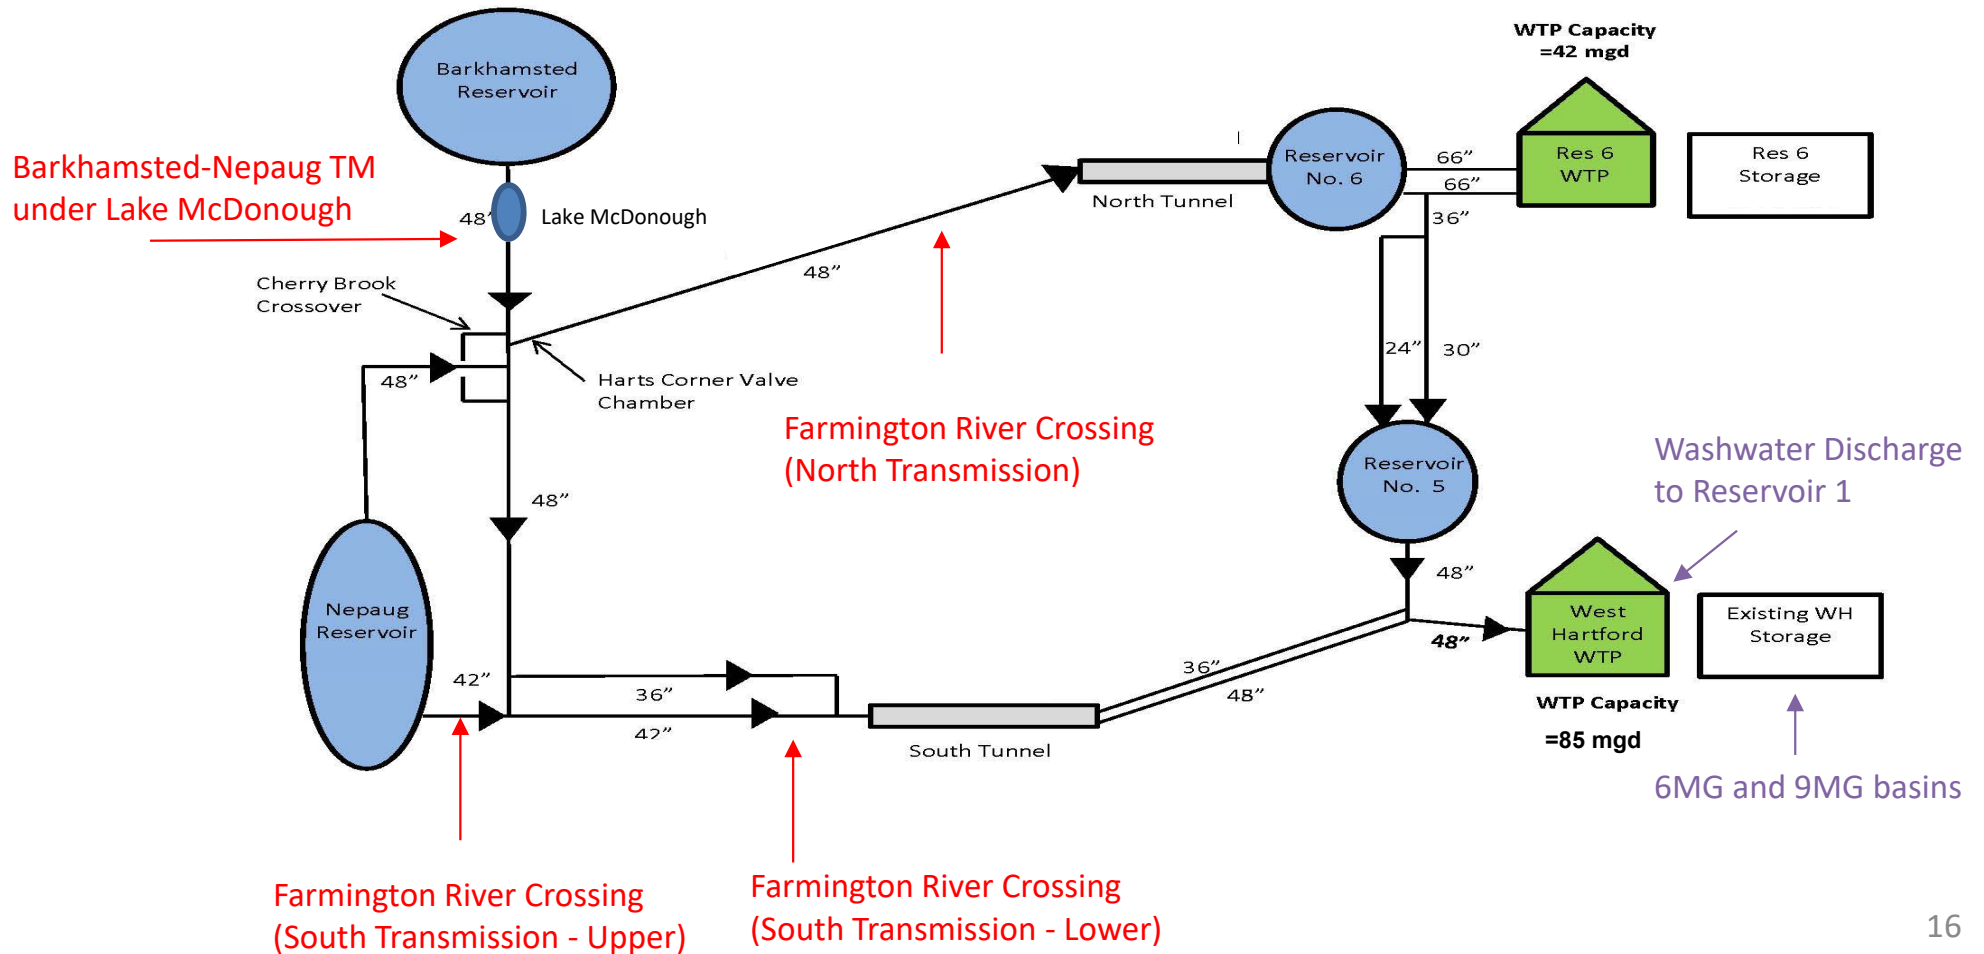 WTP Capacity
=42 mgd
Barkhamsted
Reservoir
Barkhamsted-Nepaug TM
under Lake McDonough
48”
Lake McDonough
Reservoir
No. 6
66”
66”
Res 6
WTP
Res 6
Storage
North Tunnel
36”
48”
Cherry Brook
Crossover
48”
Harts Corner Valve
Chamber
24”
30”
Farmington River Crossing
(North Transmission)
Reservoir
No. 5
Washwater Discharge
to Reservoir 1
48”
48”
Nepaug
Reservoir
48”
West
Hartford
WTP
Existing WH
Storage
42”
36”
42”
36”
48”
South Tunnel
WTP Capacity
=85 mgd
6MG and 9MG basins
Farmington River Crossing
(South Transmission - Upper)
Farmington River Crossing
(South Transmission - Lower)
16